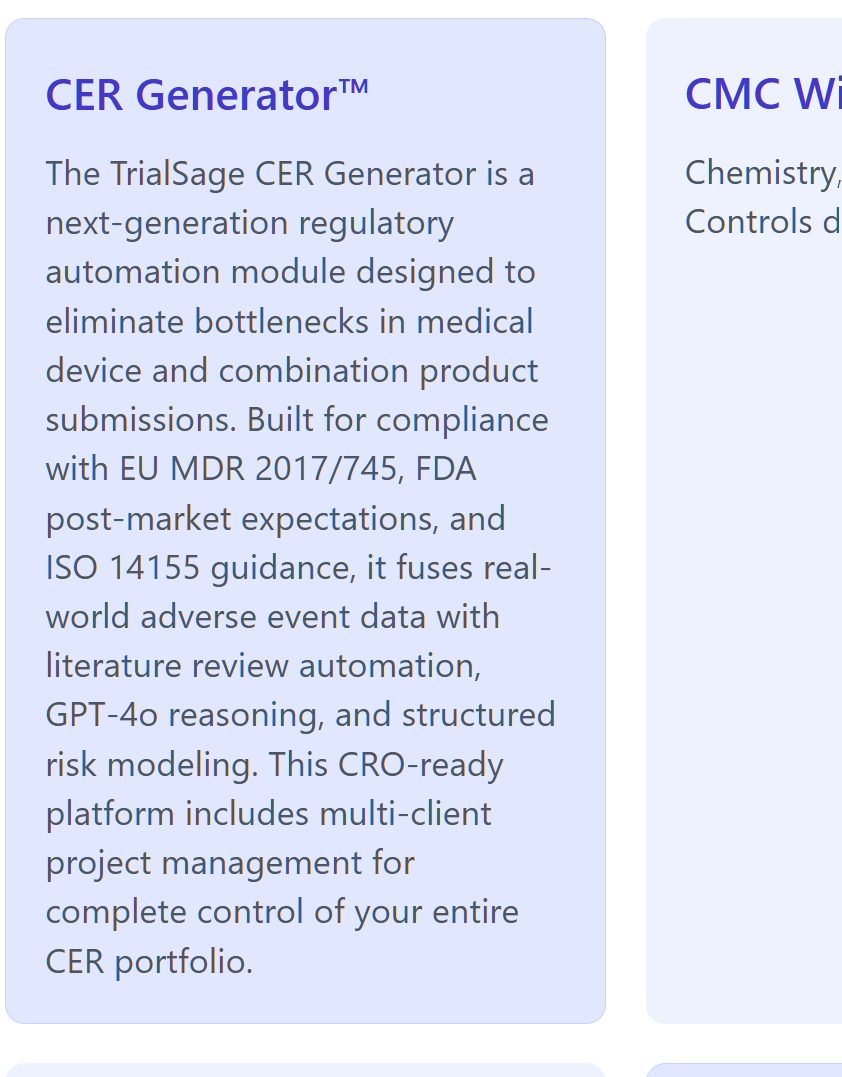 CER Generator™
The TrialSage CER Generator is a
next-generation regulatory
automation module designed to
eliminate bottlenecks in medical
device and combination product
submissions. Built for compliance
with EU MDR 2017/745, FDA
post-market expectations, and
ISO 14155 guidance, it fuses real-
world adverse event data with
literature review automation,
GPT-4o reasoning, and structured
risk modeling. This CRO-ready
platform includes multi-client
project management for
complete control of your entire
CER portfolio.
CMC
Chemistry,
Controls